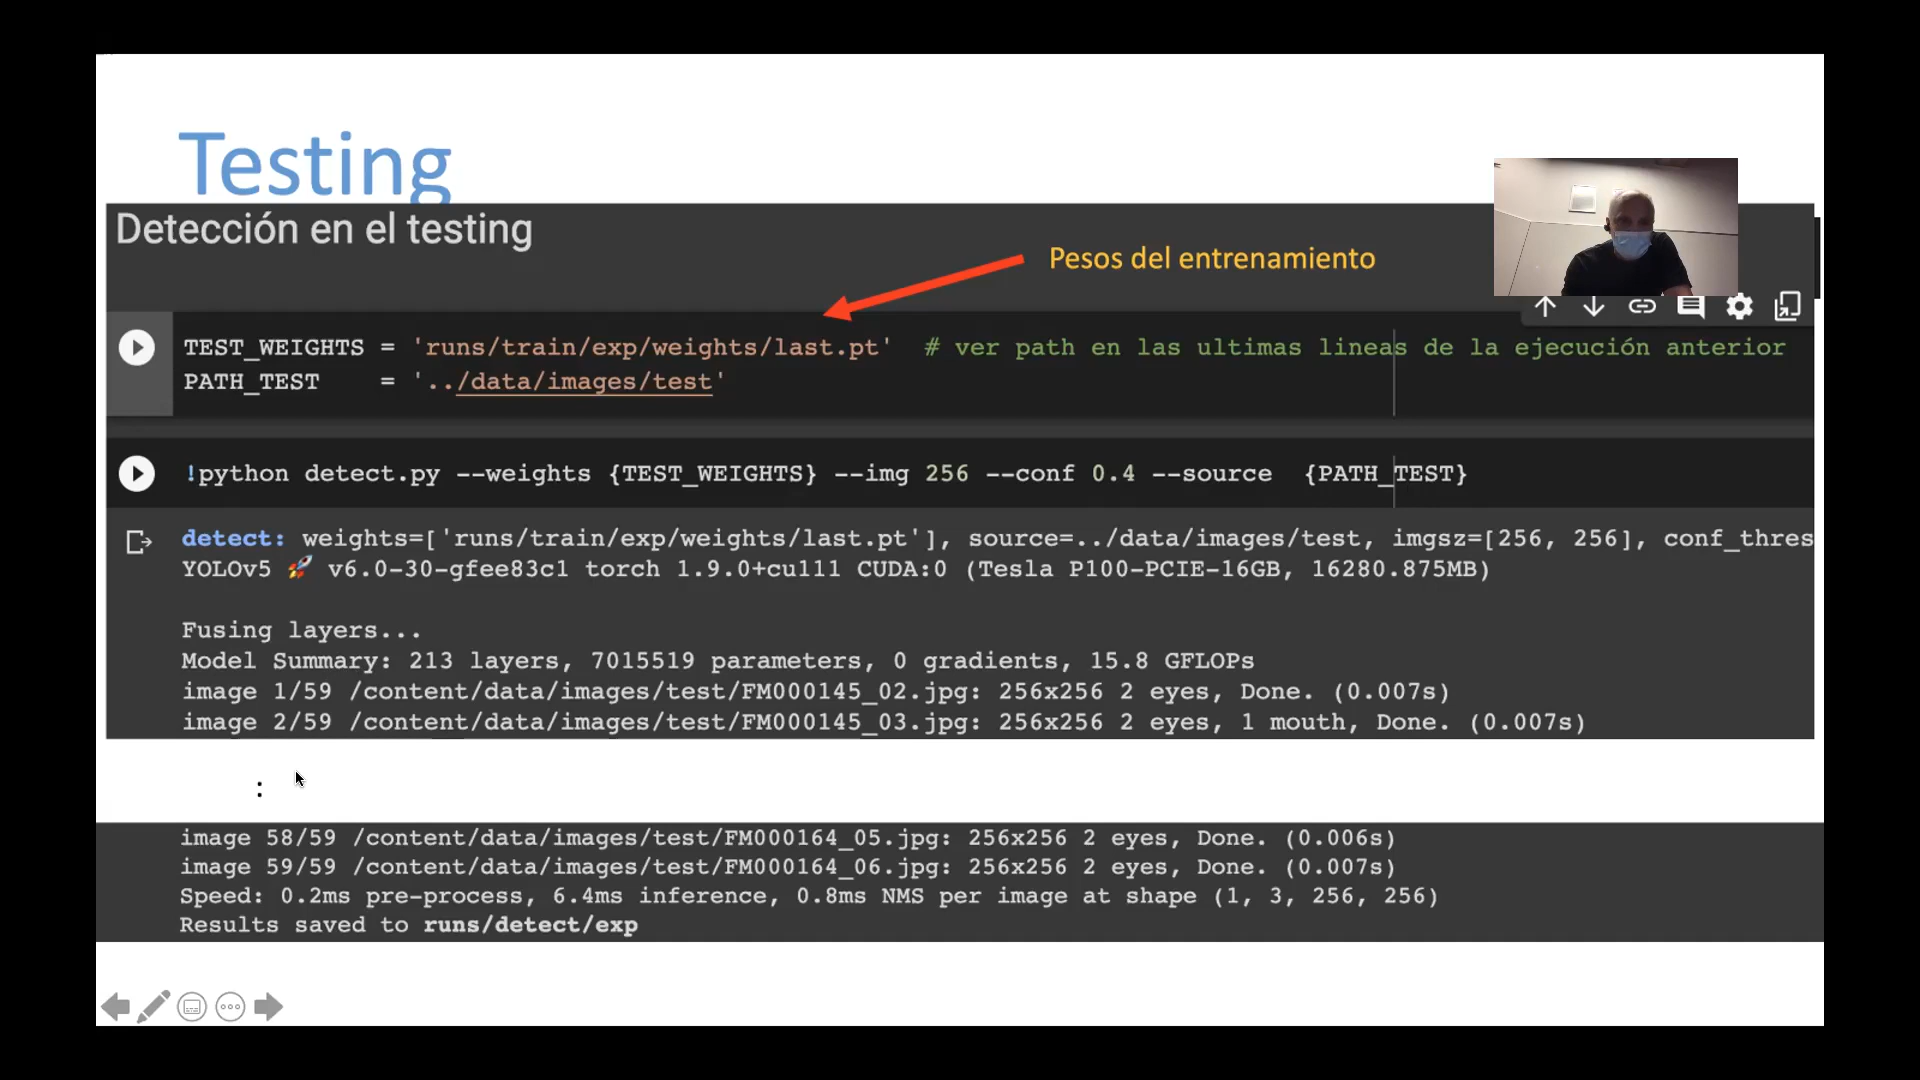 Testing
Detección en el testing
Pesos del entrenamiento
TEST_WEIGHTS = 'runs/train/exp/weights/last.pt'  # ver path en las ultimas lineas de la ejecución anterior
PATH_TEST    = '../data/images/test'
!python detect.py --weights {TEST_WEIGHTS} --img 256 --conf 0.4 --source  {PATH_TEST}
detect: weights=['runs/train/exp/weights/last.pt'], source=../data/images/test, imgsz=[256, 256], conf_thres
YOLOv5 🚀 v6.0-30-gfee83c1 torch 1.9.0+cu111 CUDA:0 (Tesla P100-PCIE-16GB, 16280.875MB)
Fusing layers...
Model Summary: 213 layers, 7015519 parameters, 0 gradients, 15.8 GFLOPs
image 1/59 /content/data/images/test/FM000145_02.jpg: 256x256 2 eyes, Done. (0.007s)
image 2/59 /content/data/images/test/FM000145_03.jpg: 256x256 2 eyes, 1 mouth, Done. (0.007s)
:
image 58/59 /content/data/images/test/FM000164_05.jpg: 256x256 2 eyes, Done. (0.006s)
image 59/59 /content/data/images/test/FM000164_06.jpg: 256x256 2 eyes, Done. (0.007s)
Speed: 0.2ms pre-process, 6.4ms inference, 0.8ms NMS per image at shape (1, 3, 256, 256)
Results saved to runs/detect/exp